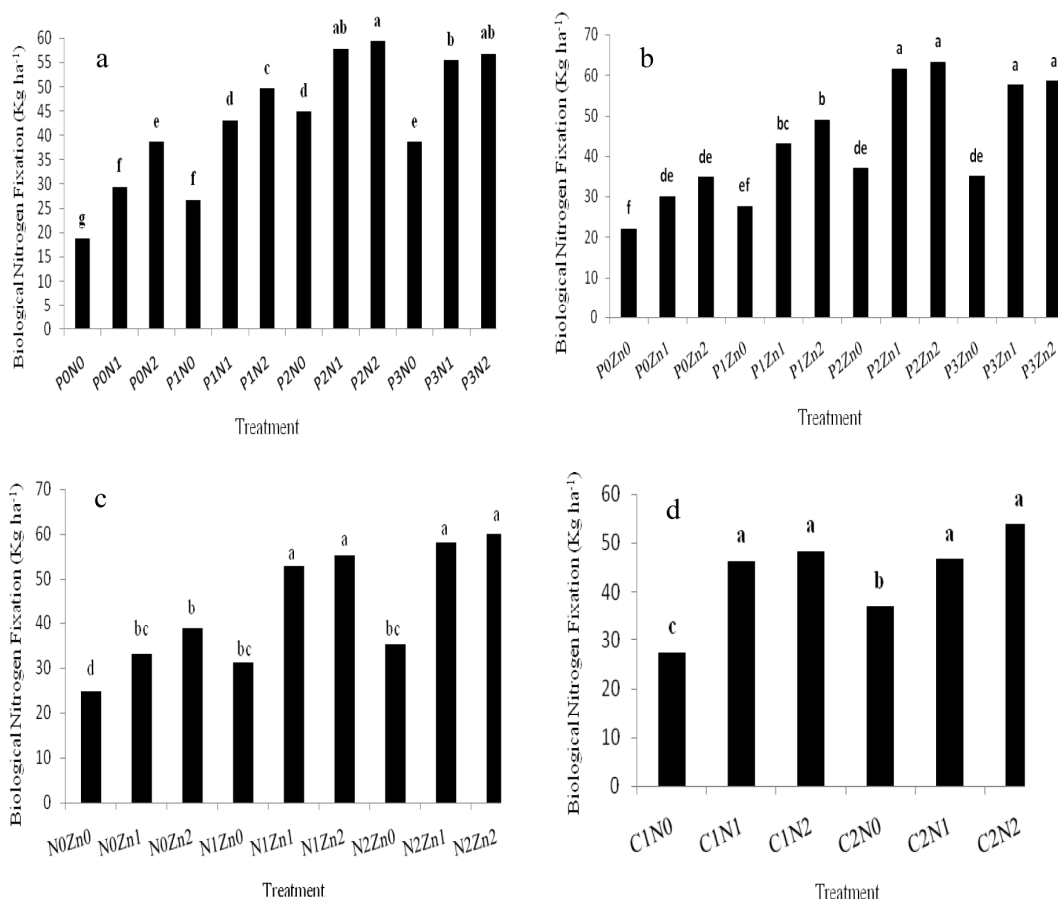 a
Biological Nitrogen Fixation (Kg ha⁻¹)
60
55
50
45
40
35
30
25
20
15
10
5
0
g
f
e
f
d
c
d
ab
a
e
b
ab
P0N0
P0N1
P0N2
P1N0
P1N1
P1N2
P2N0
P2N1
P2N2
P3N0
P3N1
P3N2
Treatment
b
Biological Nitrogen Fixation (Kg ha⁻¹)
70
60
50
40
30
20
10
0
f
de
de
ef
bc
b
de
a
a
de
a
a
P0Zn0
P0Zn1
P0Zn2
P1Zn0
P1Zn1
P1Zn2
P2Zn0
P2Zn1
P2Zn2
P3Zn0
P3Zn1
P3Zn2
Treatment
c
Biological Nitrogen Fixation (Kg ha⁻¹)
70
60
50
40
30
20
10
0
d
bc
b
bc
a
a
bc
a
a
N0Zn0
N0Zn1
N0Zn2
N1Zn0
N1Zn1
N1Zn2
N2Zn0
N2Zn1
N2Zn2
Treatment
d
Biological Nitrogen Fixation (Kg ha⁻¹)
60
50
40
30
20
10
0
c
a
a
b
a
a
C1N0
C1N1
C1N2
C2N0
C2N1
C2N2
Treatment